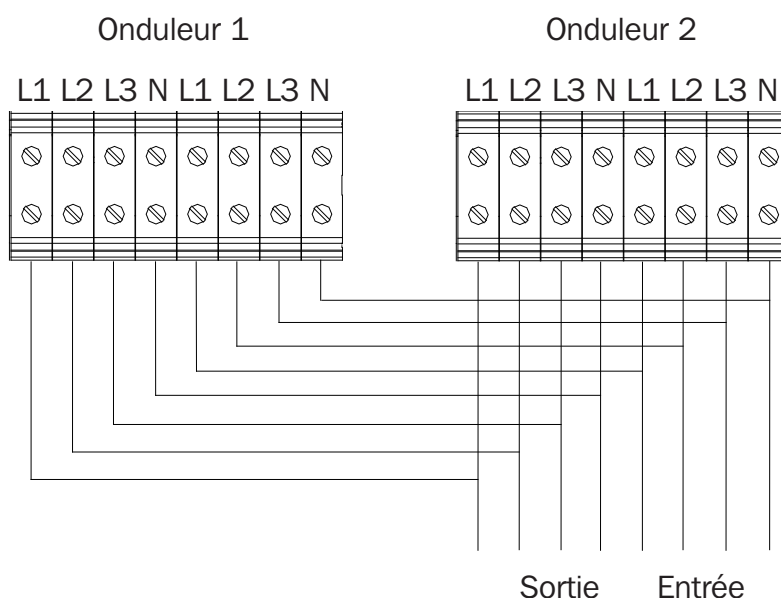 Onduleur 1 Onduleur 2
L1 L2 L3 N L1 L2 L3 N L1 L2 L3 N L1 L2 L3 N
Sortie Entrée